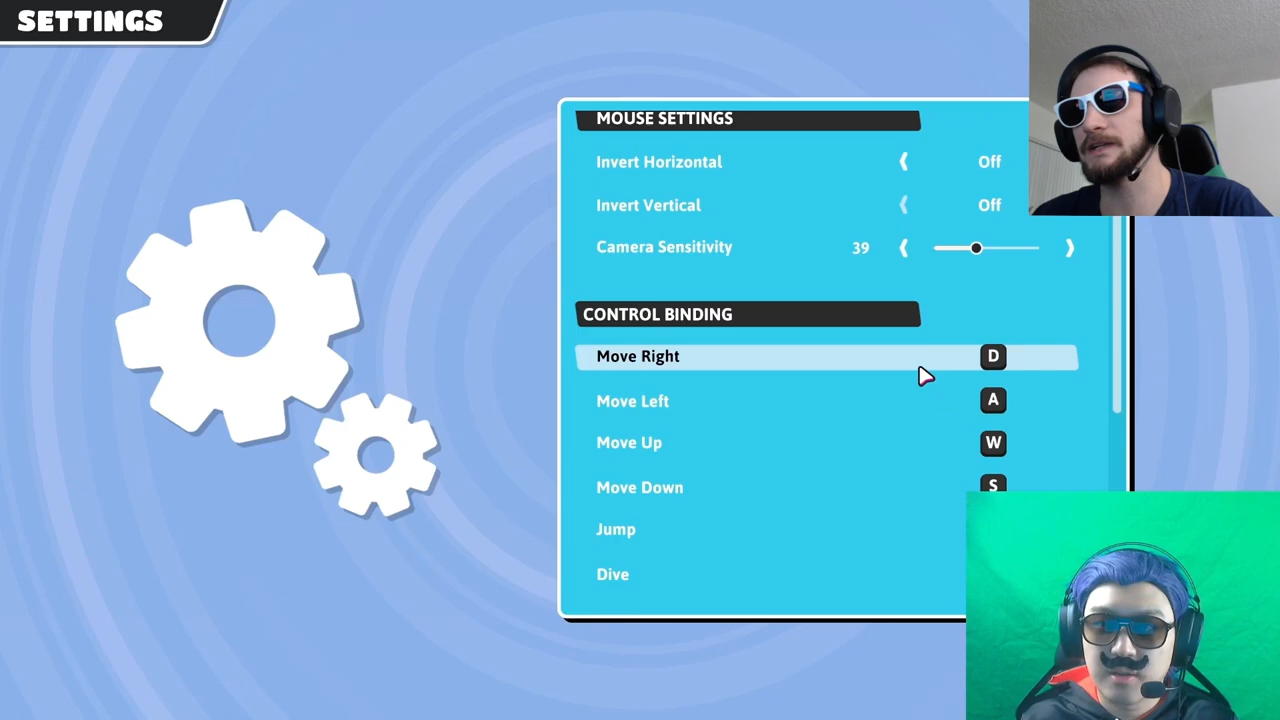 SETTINGS
MOUSE SETTINGS
Invert Horizontal Off
Invert Vertical Off
Camera Sensitivity 39
CONTROL BINDING
Move Right D
Move Left A
Move Up W
Move Down S
Jump
Dive